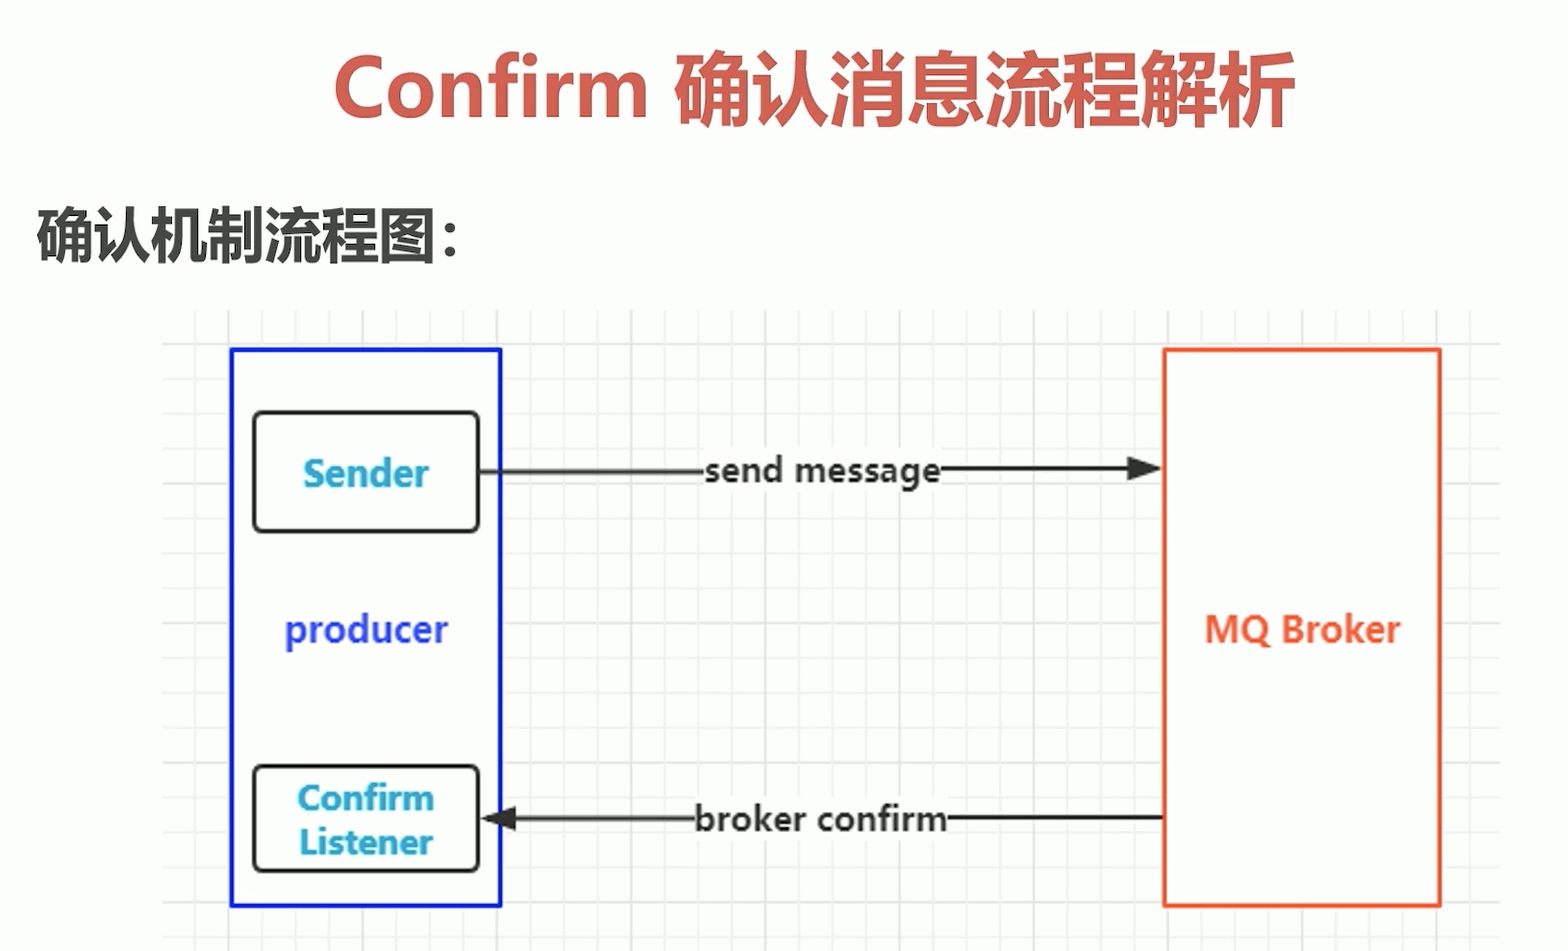 Confirm 确认消息流程解析
确认机制流程图：
Sender
send message
producer
MQ Broker
Confirm
Listener
broker confirm